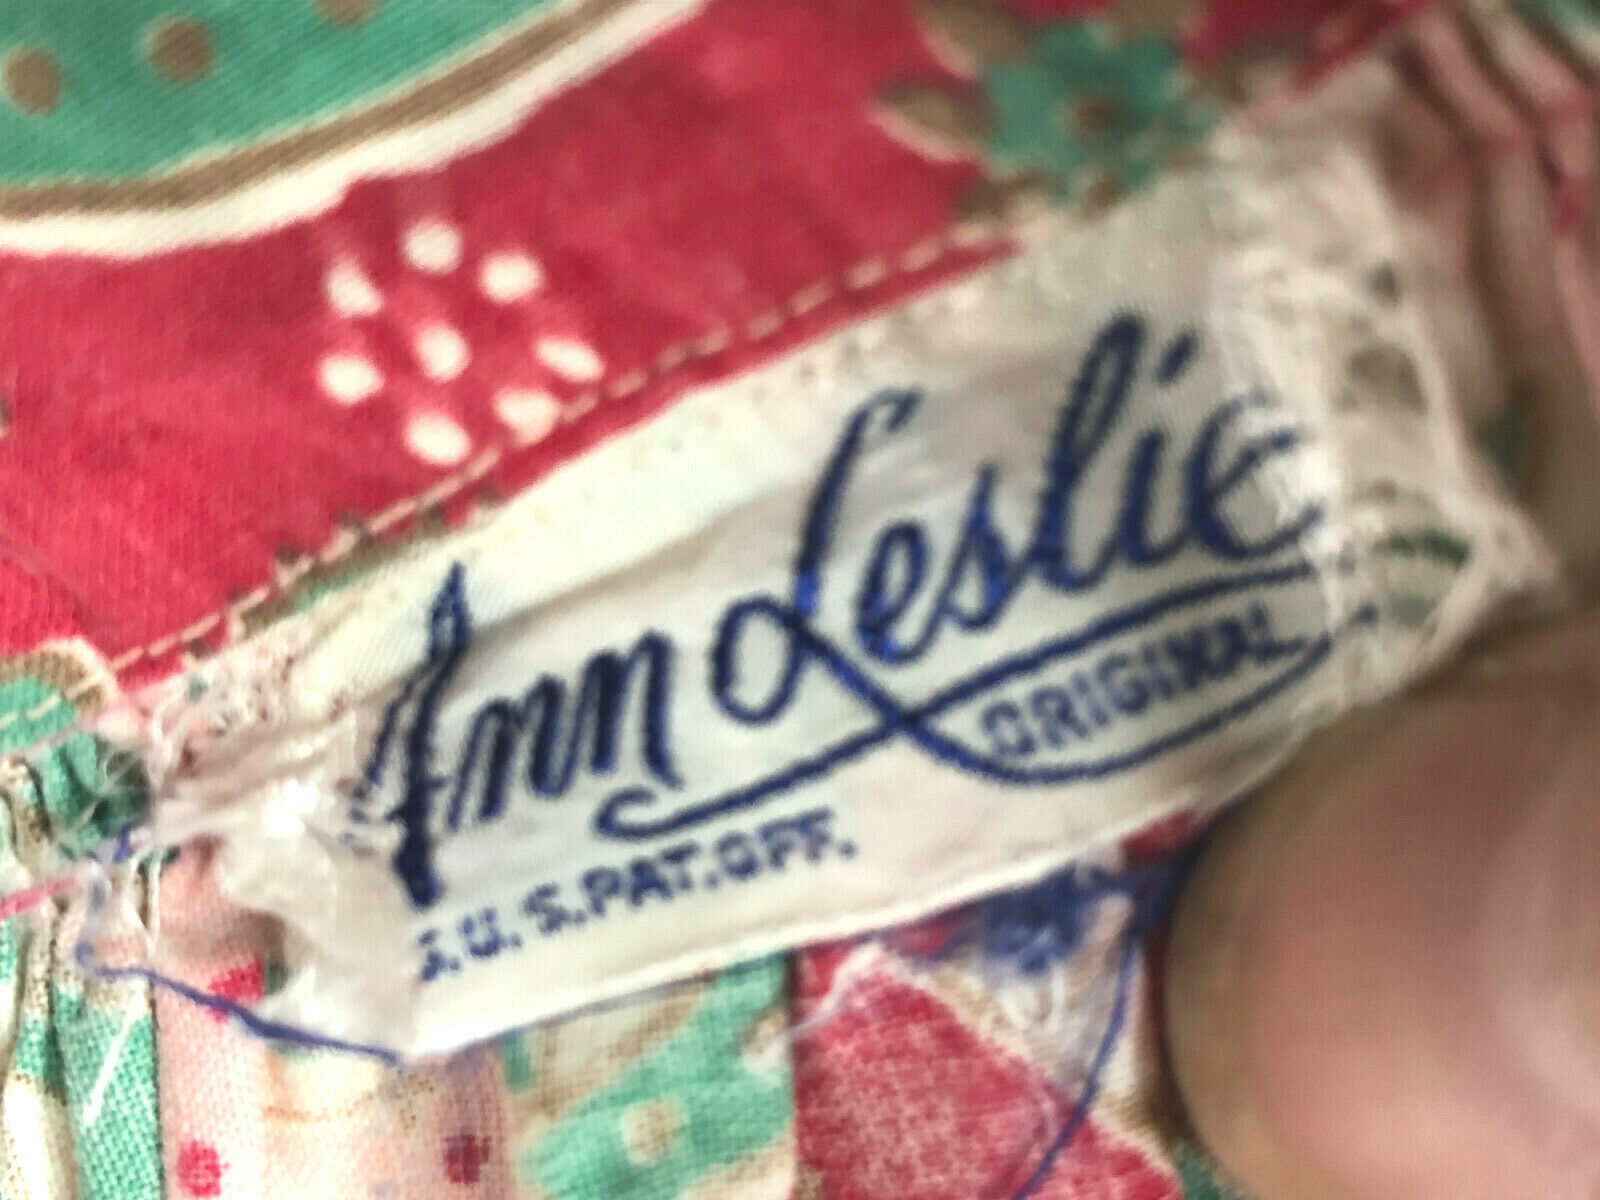 Ann Leslie
ORIGINAL
G.U.S.PAT.OFF.